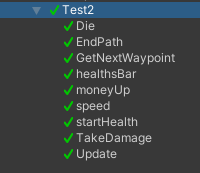 Test2
Die
EndPath
GetNextWaypoint
healthsBar
moneyUp
speed
startHealth
TakeDamage
Update